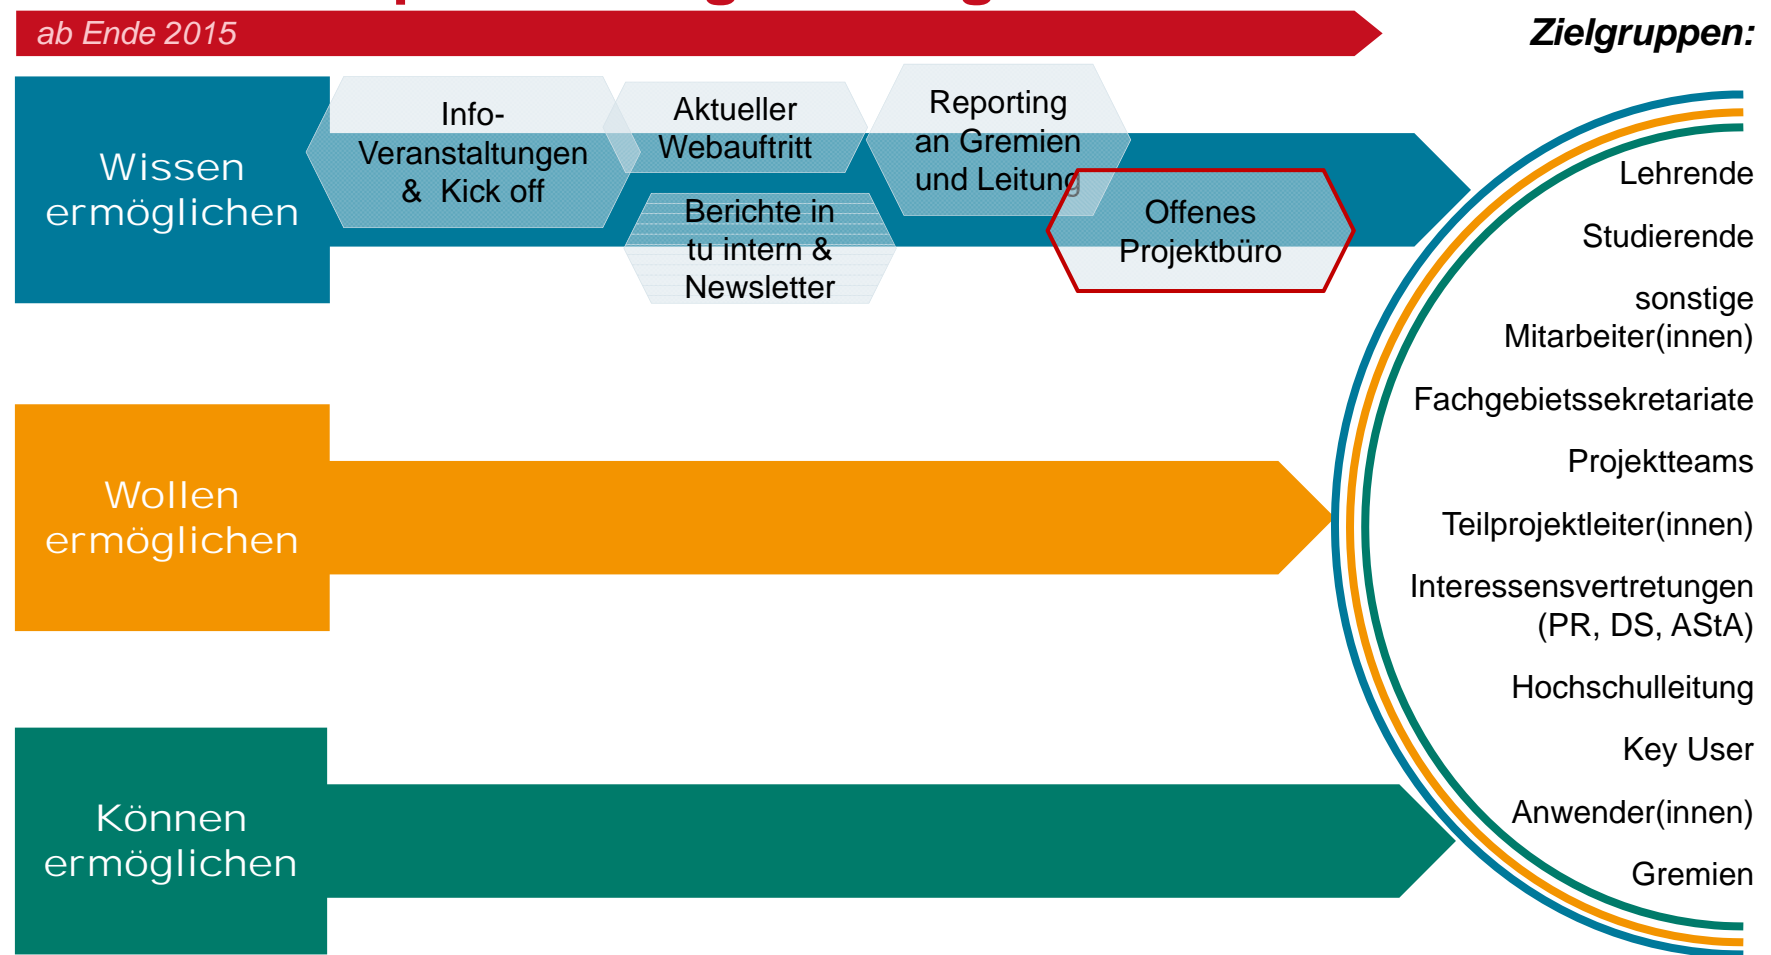 ab Ende 2015
Zielgruppen:
Wissen
ermöglichen
Info-
Veranstaltungen
& Kick off
Aktueller
Webauftritt
Reporting
an Gremien
und Leitung
Berichte in
tu intern &
Newsletter
Offenes
Projektbüro
Wollen
ermöglichen
Können
ermöglichen
Lehrende
Studierende
sonstige
Mitarbeiter(innen)
Fachgebietssekretariate
Projektteams
Teilprojektleiter(innen)
Interessensvertretungen
(PR, DS, AStA)
Hochschulleitung
Key User
Anwender(innen)
Gremien